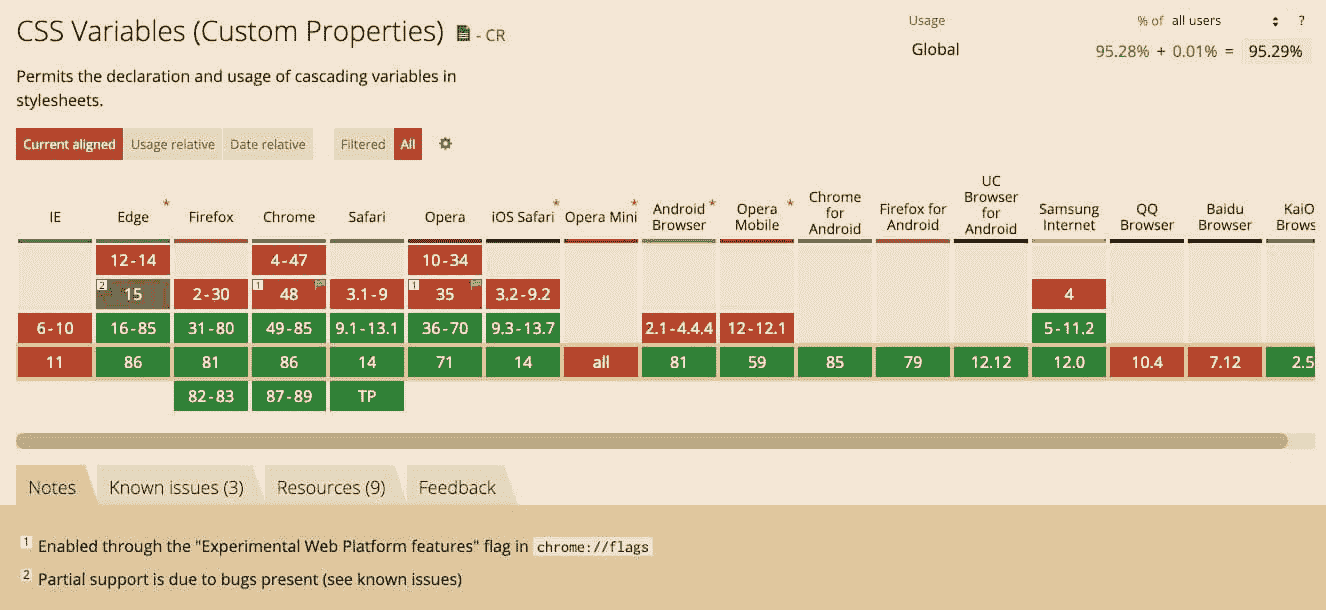 CSS Variables (Custom Properties) - CR
Usage % of all users ?
Global 95.28% + 0.01% = 95.29%
Permits the declaration and usage of cascading variables in
stylesheets.
Current aligned Usage relative Date relative Filtered All
IE Edge * Firefox Chrome Safari Opera iOS Safari * Opera Mini * Android Browser * Opera Mobile * Chrome for Android Firefox for Android UC Browser for Android Samsung Internet QQ Browser Baidu Browser KaiO Brows
12-14 4-47 10-34
2 15 2-30 1 48 3.1-9 1 35 3.2-9.2 4
6-10 16-85 31-80 49-85 9.1-13.1 36-70 9.3-13.7 2.1-4.4.4 12-12.1 5-11.2
11 86 81 86 14 71 14 all 81 59 85 79 12.12 12.0 10.4 7.12 2.5
82-83 87-89 TP
Notes Known issues (3) Resources (9) Feedback
1 Enabled through the "Experimental Web Platform features" flag in chrome://flags
2 Partial support is due to bugs present (see known issues)